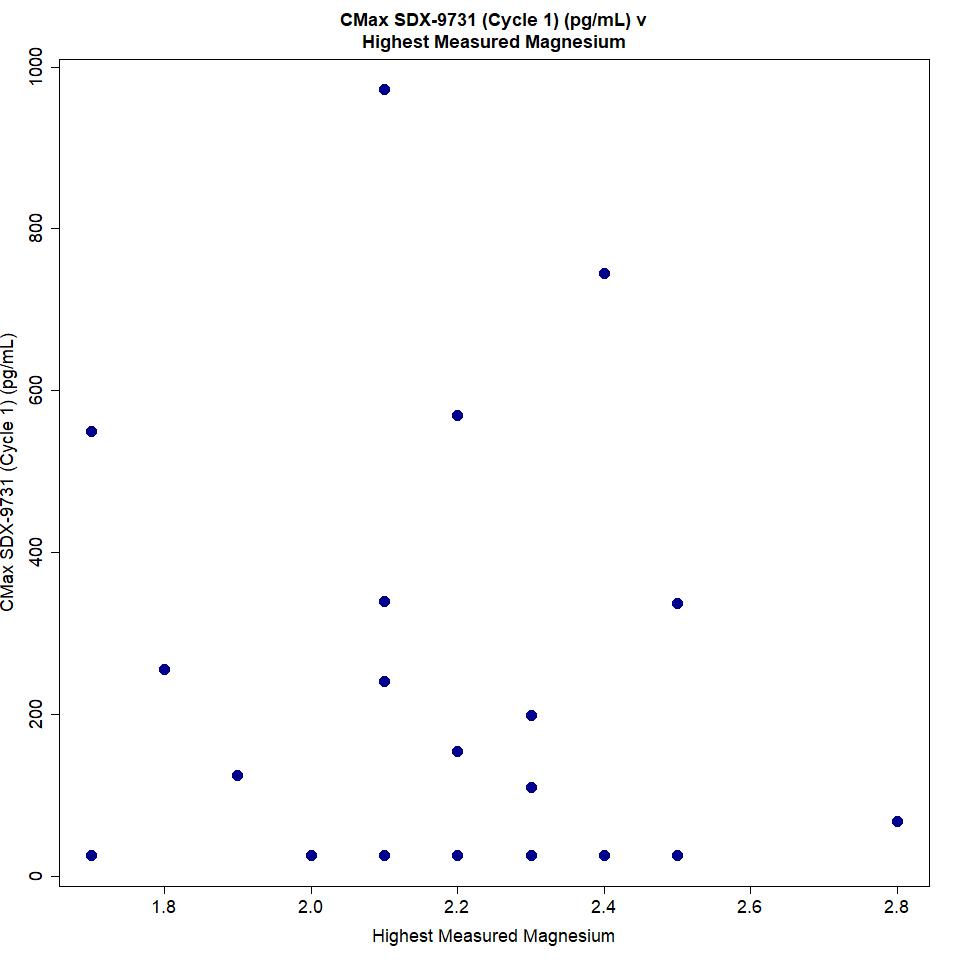 CMax SDX-9731 (Cycle 1) (pg/mL) v
Highest Measured Magnesium
CMax SDX-9731 (Cycle 1) (pg/mL)
1000
800
600
400
200
0
1.8 2.0 2.2 2.4 2.6 2.8
Highest Measured Magnesium